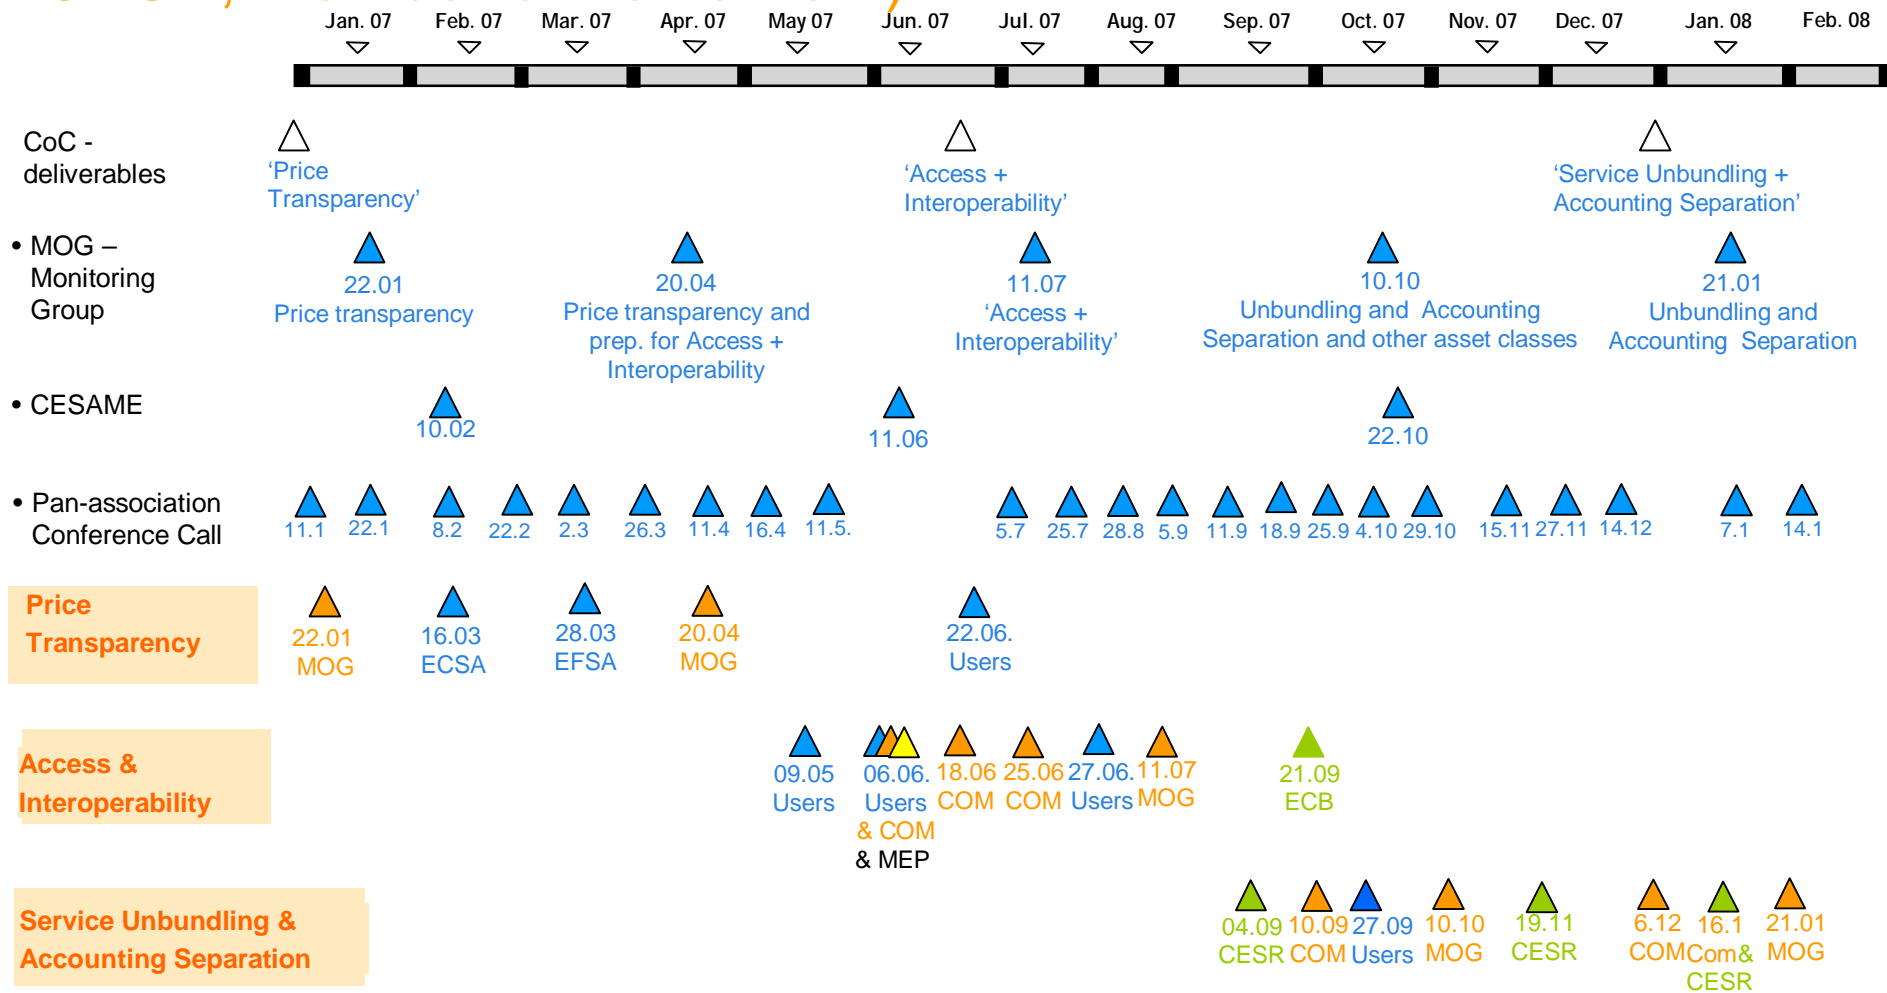 Jan. 07 Feb. 07 Mar. 07 Apr. 07 May 07 Jun. 07 Jul. 07 Aug. 07 Sep. 07 Oct. 07 Nov. 07 Dec. 07 Jan. 08 Feb. 08
CoC -
deliverables
‘Price
Transparency’
‘Access +
Interoperability’
‘Service Unbundling +
Accounting Separation’
• MOG –
Monitoring
Group
22.01
Price transparency
20.04
Price transparency and
prep. for Access +
Interoperability
11.07
‘Access +
Interoperability’
10.10
Unbundling and Accounting
Separation and other asset classes
21.01
Unbundling and
Accounting Separation
• CESAME
10.02
11.06
22.10
• Pan-association
Conference Call
11.1 22.1 8.2 22.2 2.3 26.3 11.4 16.4 11.5. 5.7 25.7 28.8 5.9 11.9 18.9 25.9 4.10 29.10 15.11 27.11 14.12 7.1 14.1
Price
Transparency
22.01
MOG
16.03
ECSA
28.03
EFSA
20.04
MOG
22.06.
Users
Access &
Interoperability
09.05
Users
06.06.
Users
& COM
& MEP
18.06
COM
25.06
COM
27.06.
Users
11.07
MOG
21.09
ECB
Service Unbundling &
Accounting Separation
04.09
CESR
10.09
COM
27.09
Users
10.10
MOG
19.11
CESR
6.12
COM
16.1
Com&
CESR
21.01
MOG